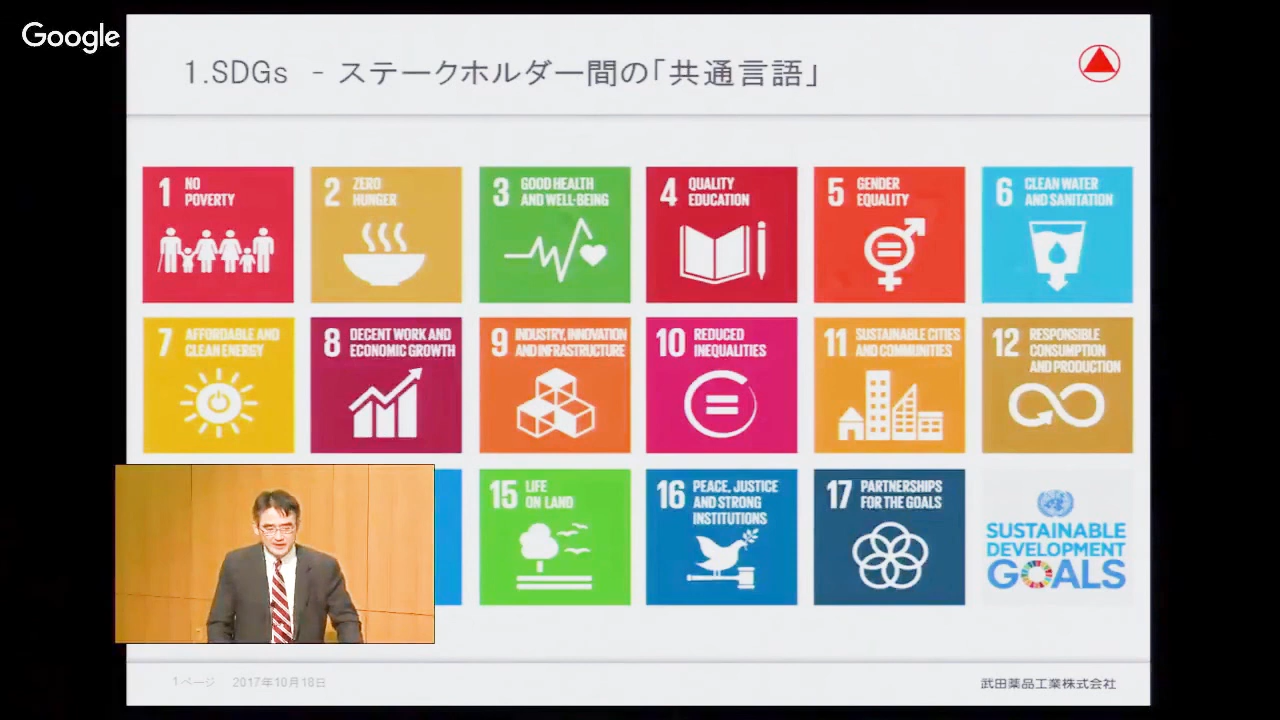 Google
1.SDGs － ステークホルダー間の「共通言語」
1 NO
POVERTY
2 ZERO
HUNGER
3 GOOD HEALTH
AND WELL-BEING
4 QUALITY
EDUCATION
5 GENDER
EQUALITY
6 CLEAN WATER
AND SANITATION
7 AFFORDABLE AND
CLEAN ENERGY
8 DECENT WORK AND
ECONOMIC GROWTH
9 INDUSTRY, INNOVATION
AND INFRASTRUCTURE
10 REDUCED
INEQUALITIES
11 SUSTAINABLE CITIES
AND COMMUNITIES
12 RESPONSIBLE
CONSUMPTION
AND PRODUCTION
15 LIFE
ON LAND
16 PEACE, JUSTICE
AND STRONG
INSTITUTIONS
17 PARTNERSHIPS
FOR THE GOALS
SUSTAINABLE
DEVELOPMENT
GOALS
1ページ 2017年10月18日
武田薬品工業株式会社